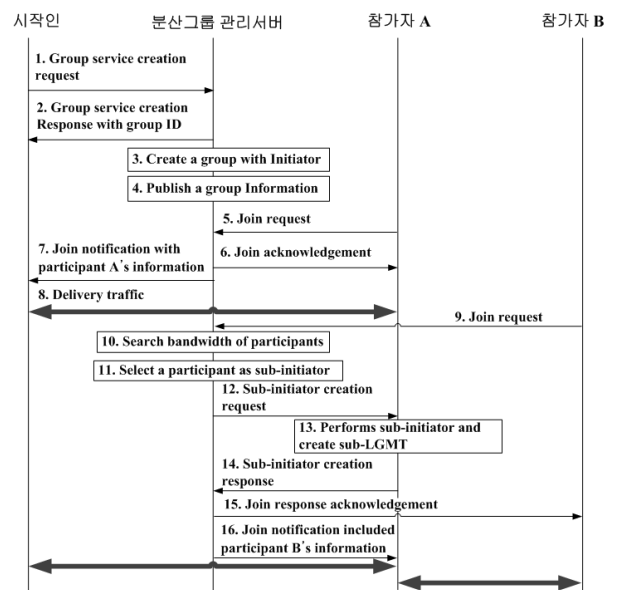 시작인
분산그룹 관리서버
참가자 A
참가자 B
1. Group service creation
request
2. Group service creation
Response with group ID
3. Create a group with Initiator
4. Publish a group Information
5. Join request
6. Join acknowledgement
7. Join notification with
participant A's information
8. Delivery traffic
9. Join request
10. Search bandwidth of participants
11. Select a participant as sub-initiator
12. Sub-initiator creation
request
13. Performs sub-initiator and
create sub-LGMT
14. Sub-initiator creation
response
15. Join response acknowledgement
16. Join notification included
participant B's information